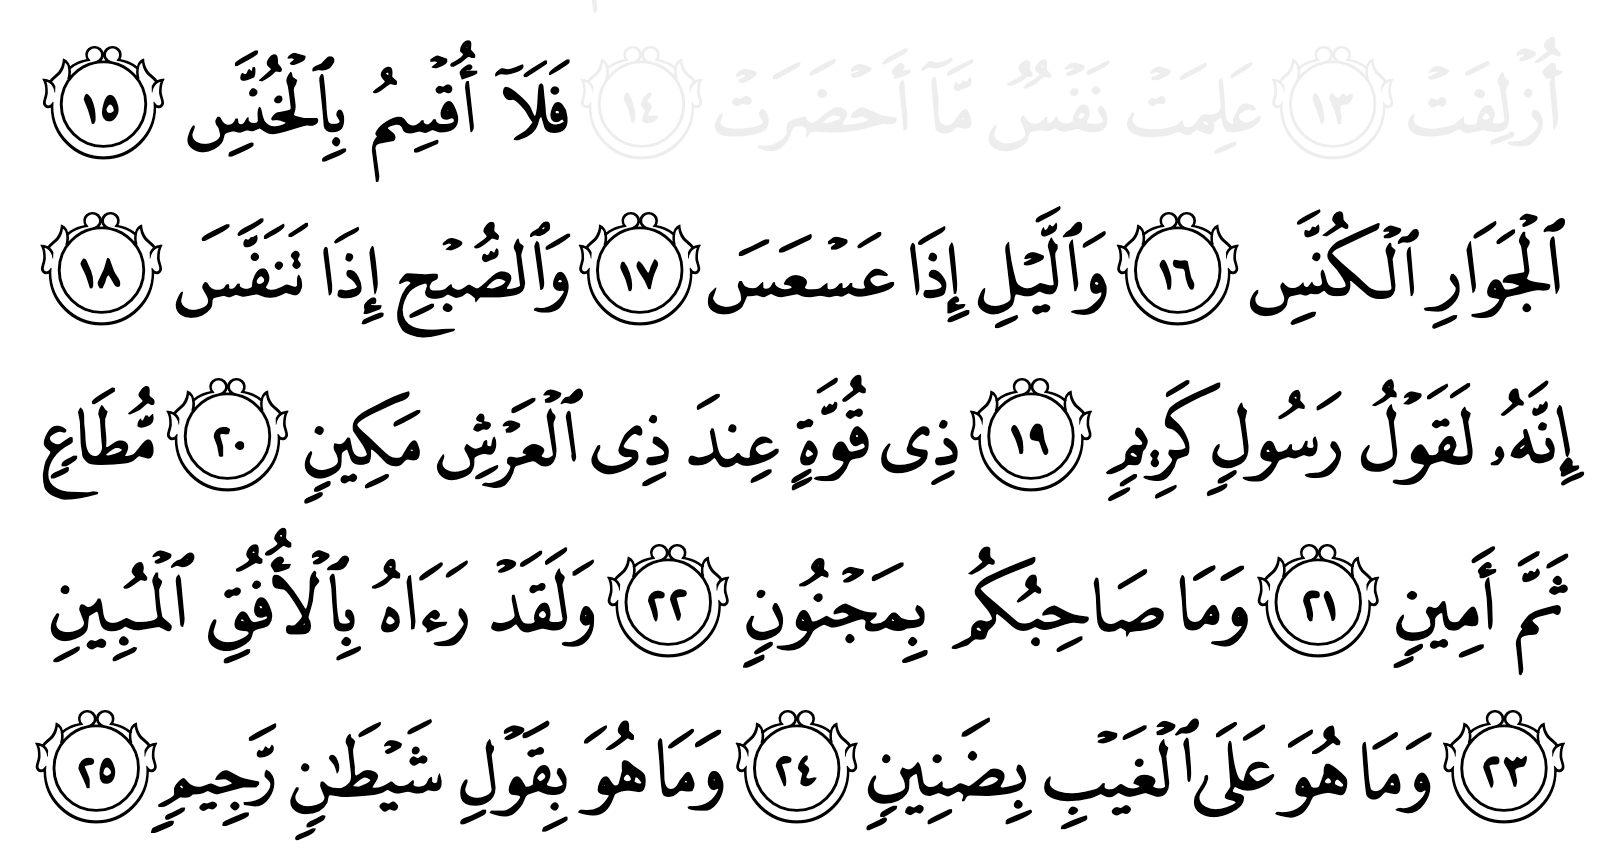 أُزْلِفَتْ ١٣ عَلِمَتْ نَفْسٌ مَّآ أَحْضَرَتْ ١٤ فَلَآ أُقْسِمُ بِٱلْخُنَّسِ ١٥
ٱلْجَوَارِ ٱلْكُنَّسِ ١٦ وَٱلَّيْلِ إِذَا عَسْعَسَ ١٧ وَٱلصُّبْحِ إِذَا تَنَفَّسَ ١٨
إِنَّهُۥ لَقَوْلُ رَسُولٍ كَرِيمٍ ١٩ ذِى قُوَّةٍ عِندَ ذِى ٱلْعَرْشِ مَكِينٍ ٢٠ مُّطَاعٍ
ثَمَّ أَمِينٍ ٢١ وَمَا صَاحِبُكُم بِمَجْنُونٍ ٢٢ وَلَقَدْ رَءَاهُ بِٱلْأُفُقِ ٱلْمُبِينِ
٢٣ وَمَا هُوَ عَلَى ٱلْغَيْبِ بِضَنِينٍ ٢٤ وَمَا هُوَ بِقَوْلِ شَيْطَٰنٍ رَّجِيمٍ ٢٥